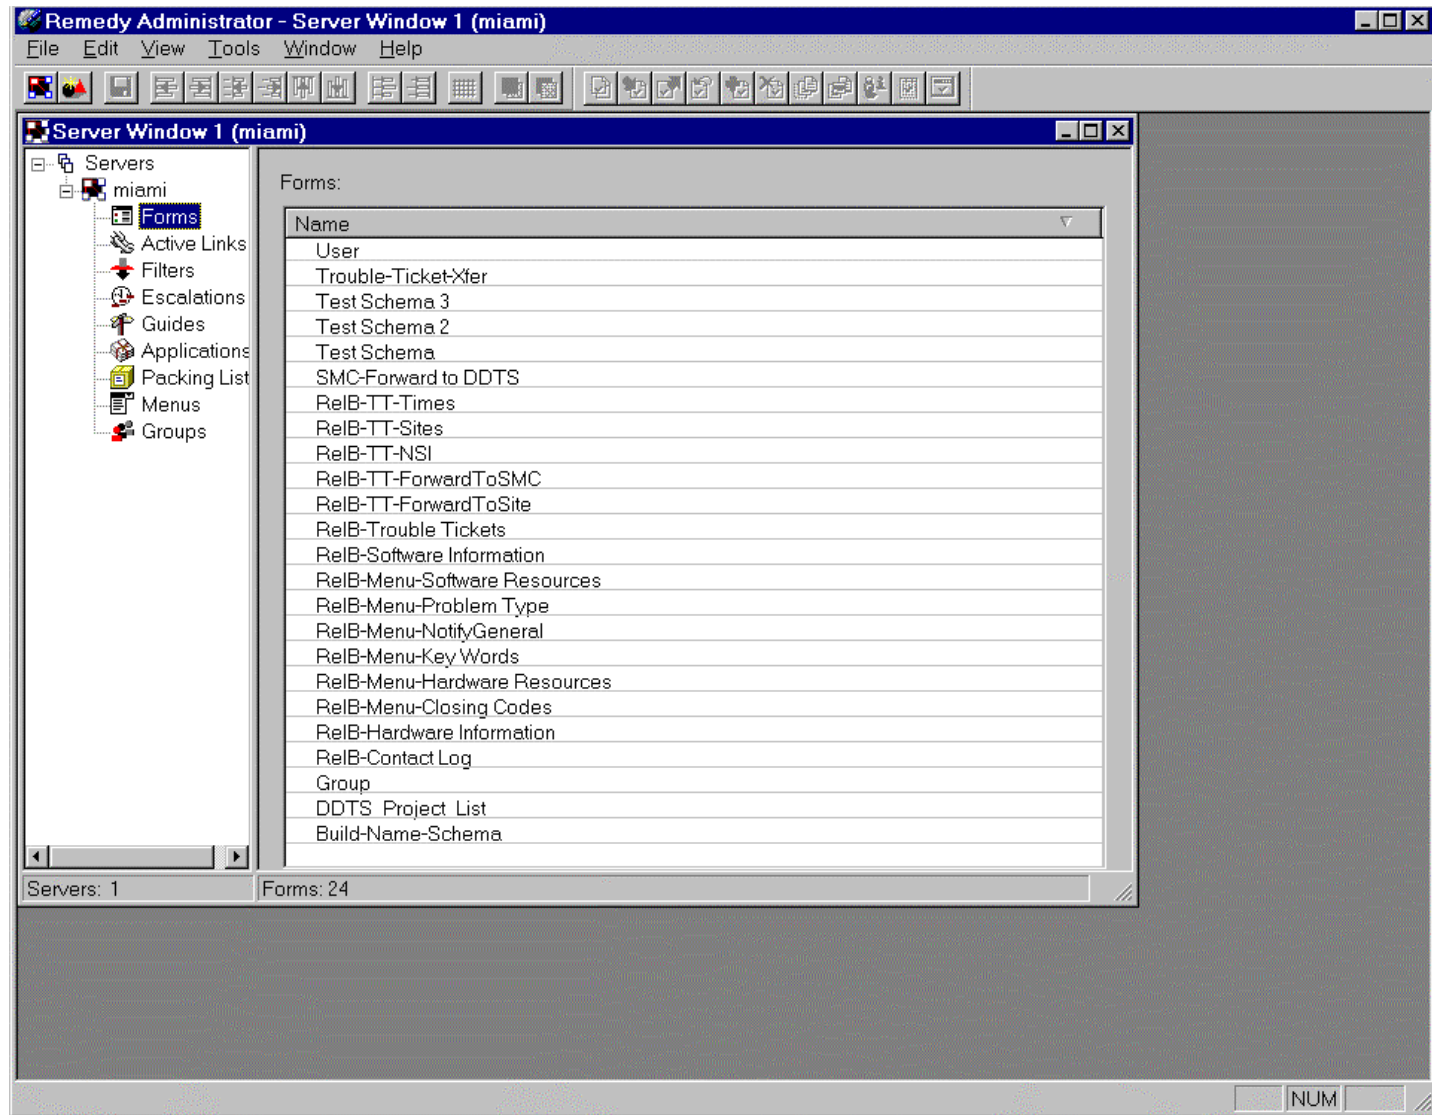 Remedy Administrator - Server Window 1 (miami)
File Edit View Tools Window Help
Server Window 1 (miami)
Servers
miami
Forms
Active Links
Filters
Escalations
Guides
Applications
Packing List
Menus
Groups
Forms:
Name
User
Trouble-Ticket-Xfer
Test Schema 3
Test Schema 2
Test Schema
SMC-Forward to DDTS
RelB-TT-Times
RelB-TT-Sites
RelB-TT-NSI
RelB-TT-ForwardToSMC
RelB-TT-ForwardToSite
RelB-Trouble Tickets
RelB-Software Information
RelB-Menu-Software Resources
RelB-Menu-Problem Type
RelB-Menu-NotifyGeneral
RelB-Menu-Key Words
RelB-Menu-Hardware Resources
RelB-Menu-Closing Codes
RelB-Hardware Information
RelB-Contact Log
Group
DDTS Project List
Build-Name-Schema
Servers: 1
Forms: 24
NUM